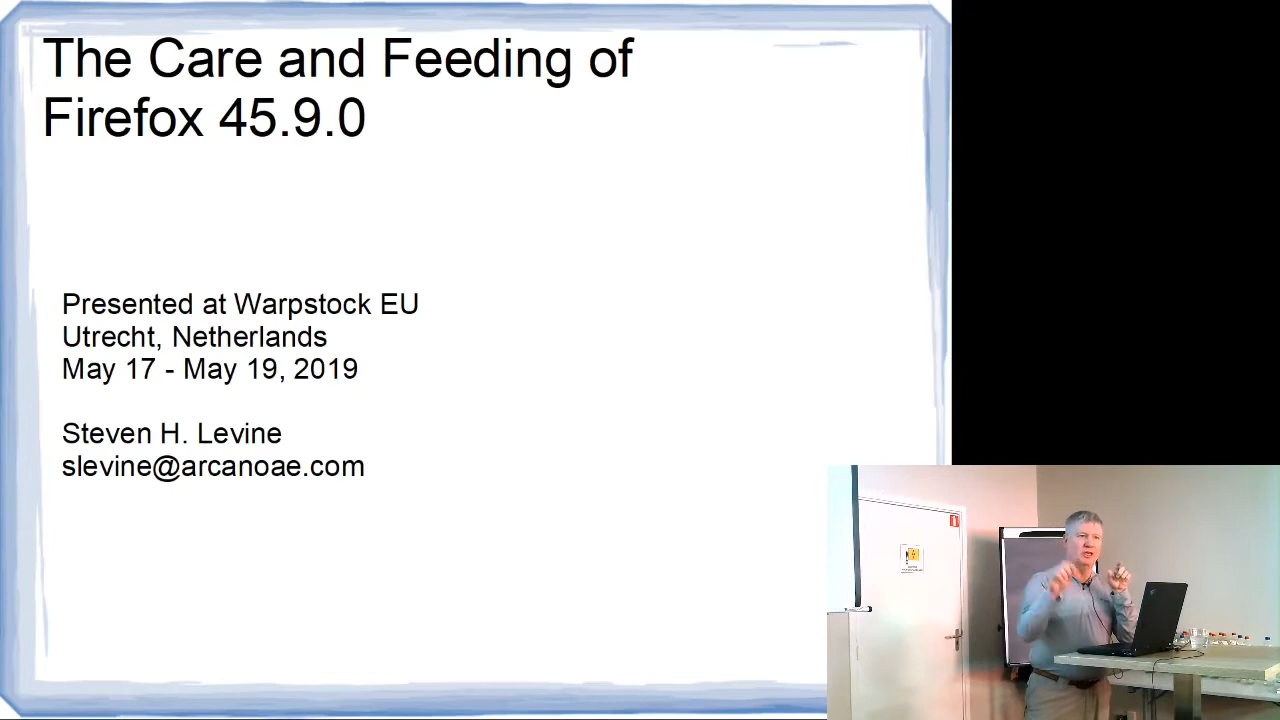 The Care and Feeding of
Firefox 45.9.0
Presented at Warpstock EU
Utrecht, Netherlands
May 17 - May 19, 2019
Steven H. Levine
slevine@arcanoae.com